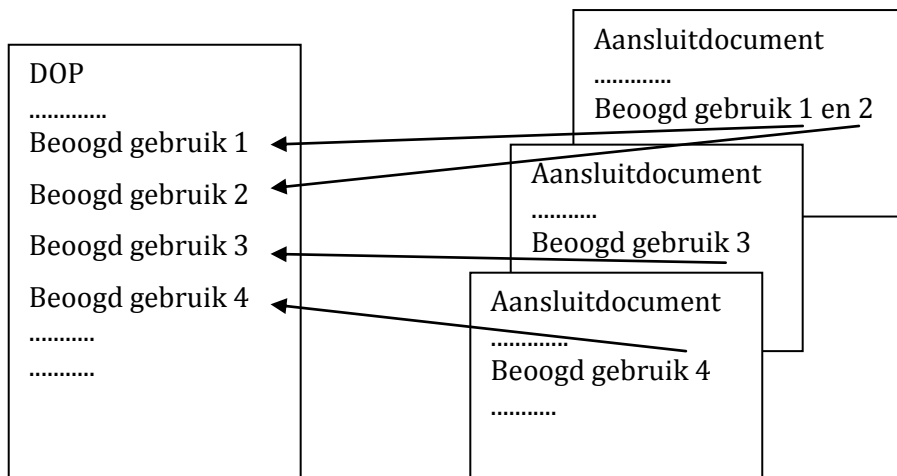 DOP
.............
Beoogd gebruik 1
Beoogd gebruik 2
Beoogd gebruik 3
Beoogd gebruik 4
...........
...........
Aansluitdocument
.............
Beoogd gebruik 1 en 2
Aansluitdocument
...........
Beoogd gebruik 3
Aansluitdocument
.............
Beoogd gebruik 4
...........